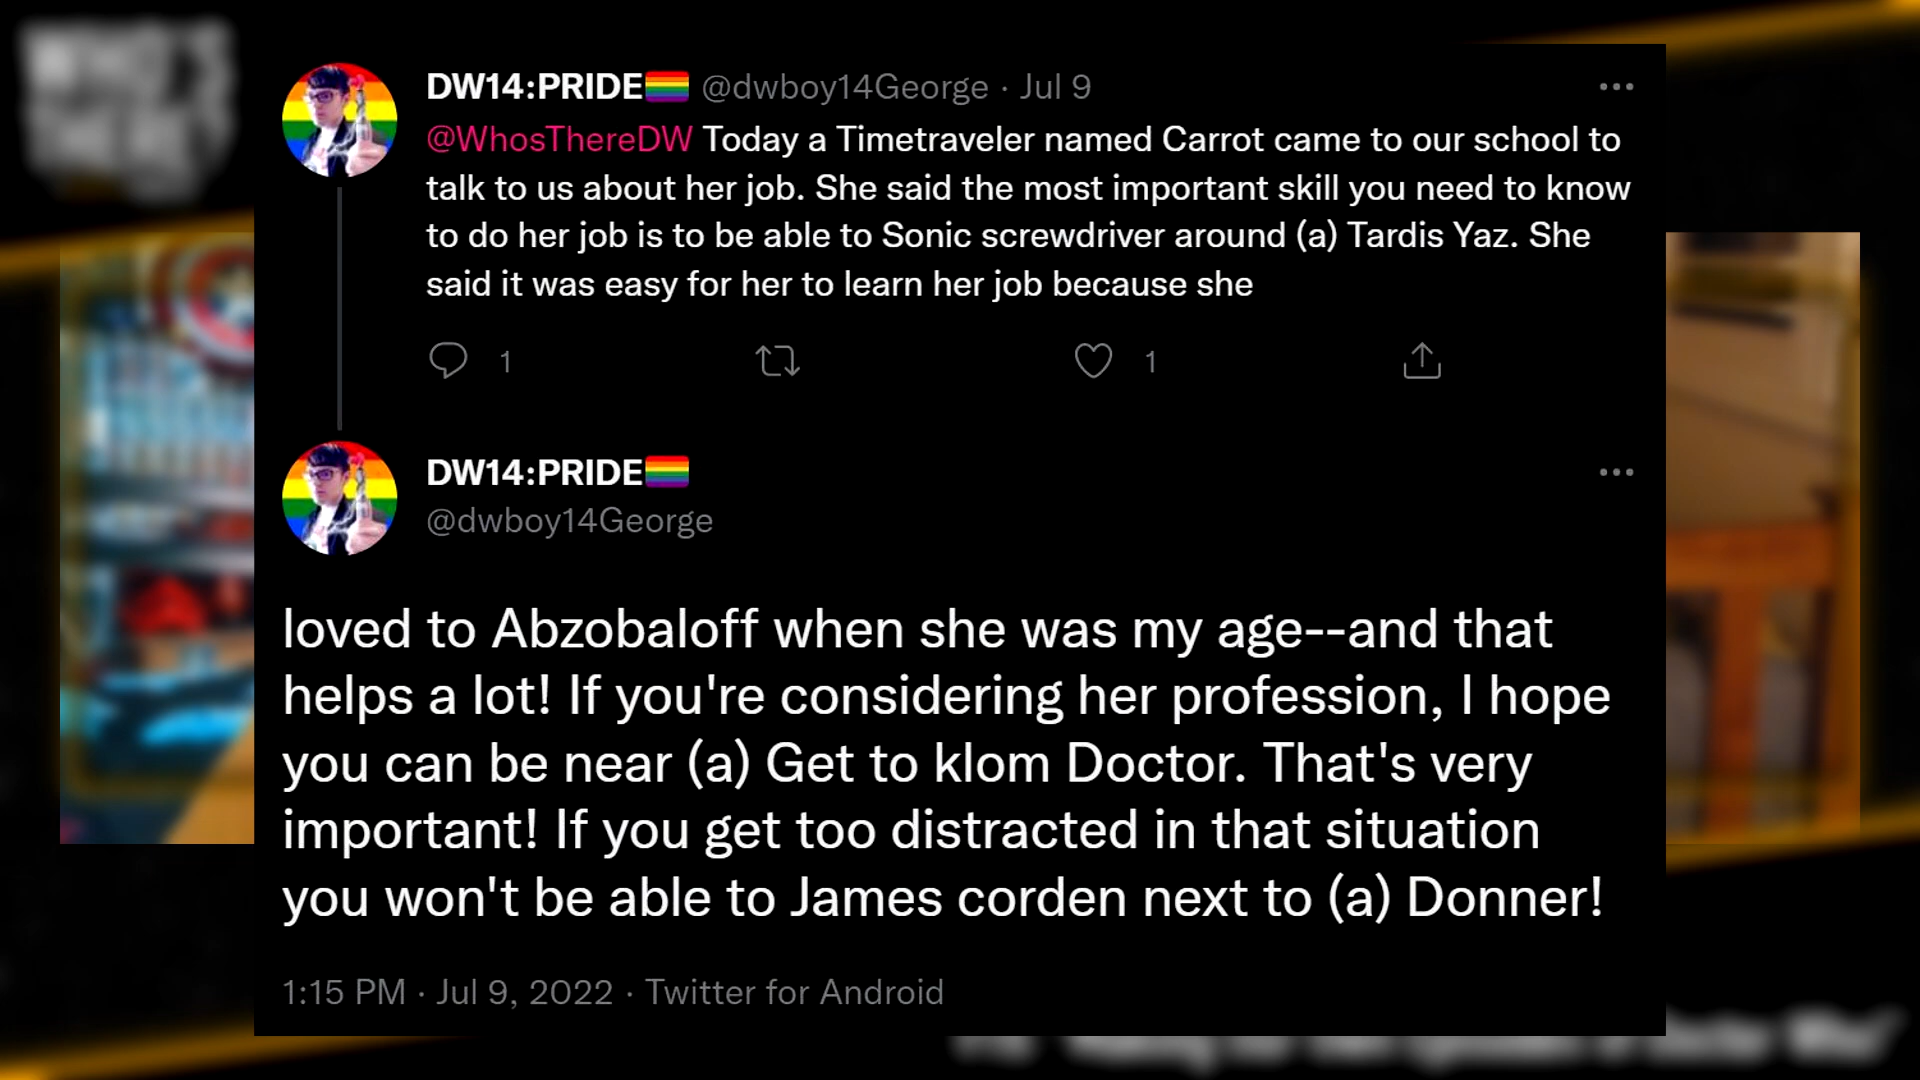 WHO'S
THERE?
DW14:PRIDE🏳️‍🌈 @dwboy14George · Jul 9
@WhosThereDW Today a Timetraveler named Carrot came to our school to
talk to us about her job. She said the most important skill you need to know
to do her job is to be able to Sonic screwdriver around (a) Tardis Yaz. She
said it was easy for her to learn her job because she
1
1
DW14:PRIDE🏳️‍🌈
@dwboy14George
loved to Abzobaloff when she was my age--and that
helps a lot! If you're considering her profession, I hope
you can be near (a) Get to klom Doctor. That's very
important! If you get too distracted in that situation
you won't be able to James corden next to (a) Donner!
1:15 PM · Jul 9, 2022 · Twitter for Android
Doctor Who"